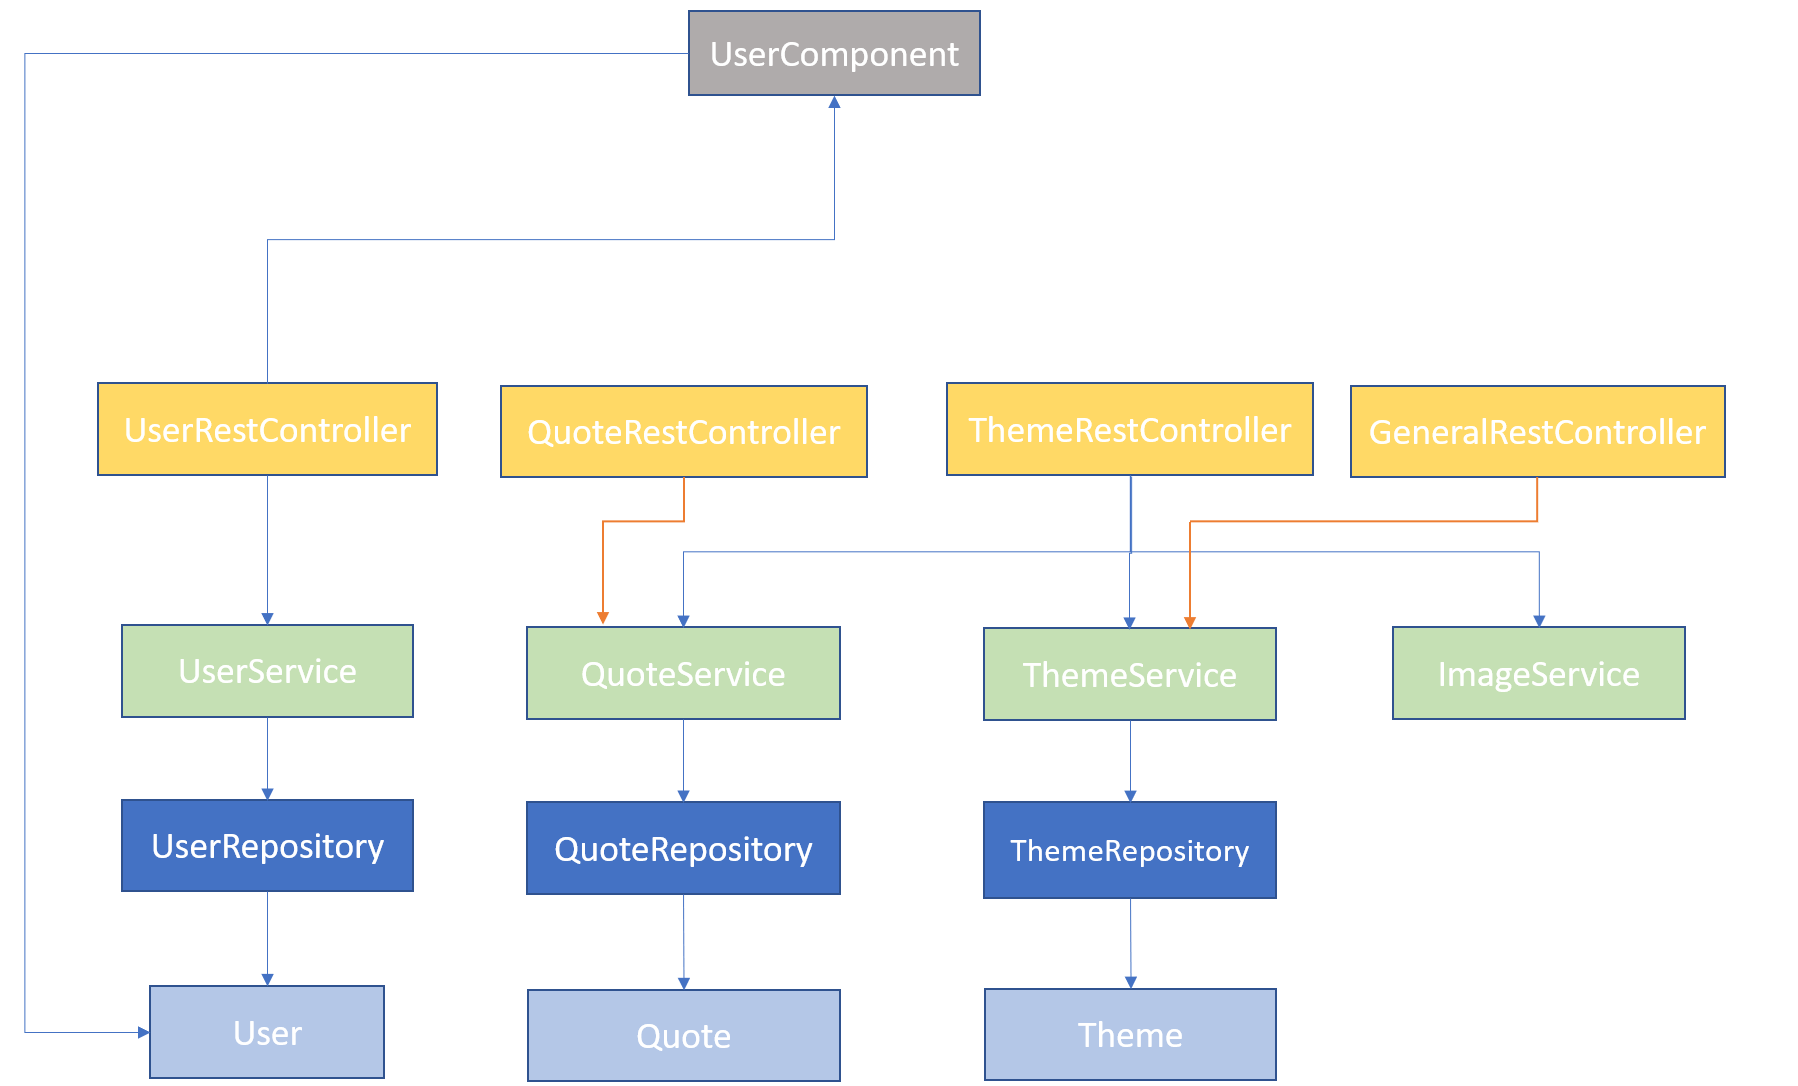 UserComponent
UserRestController
QuoteRestController
ThemeRestController
GeneralRestController
UserService
QuoteService
ThemeService
ImageService
UserRepository
QuoteRepository
ThemeRepository
User
Quote
Theme